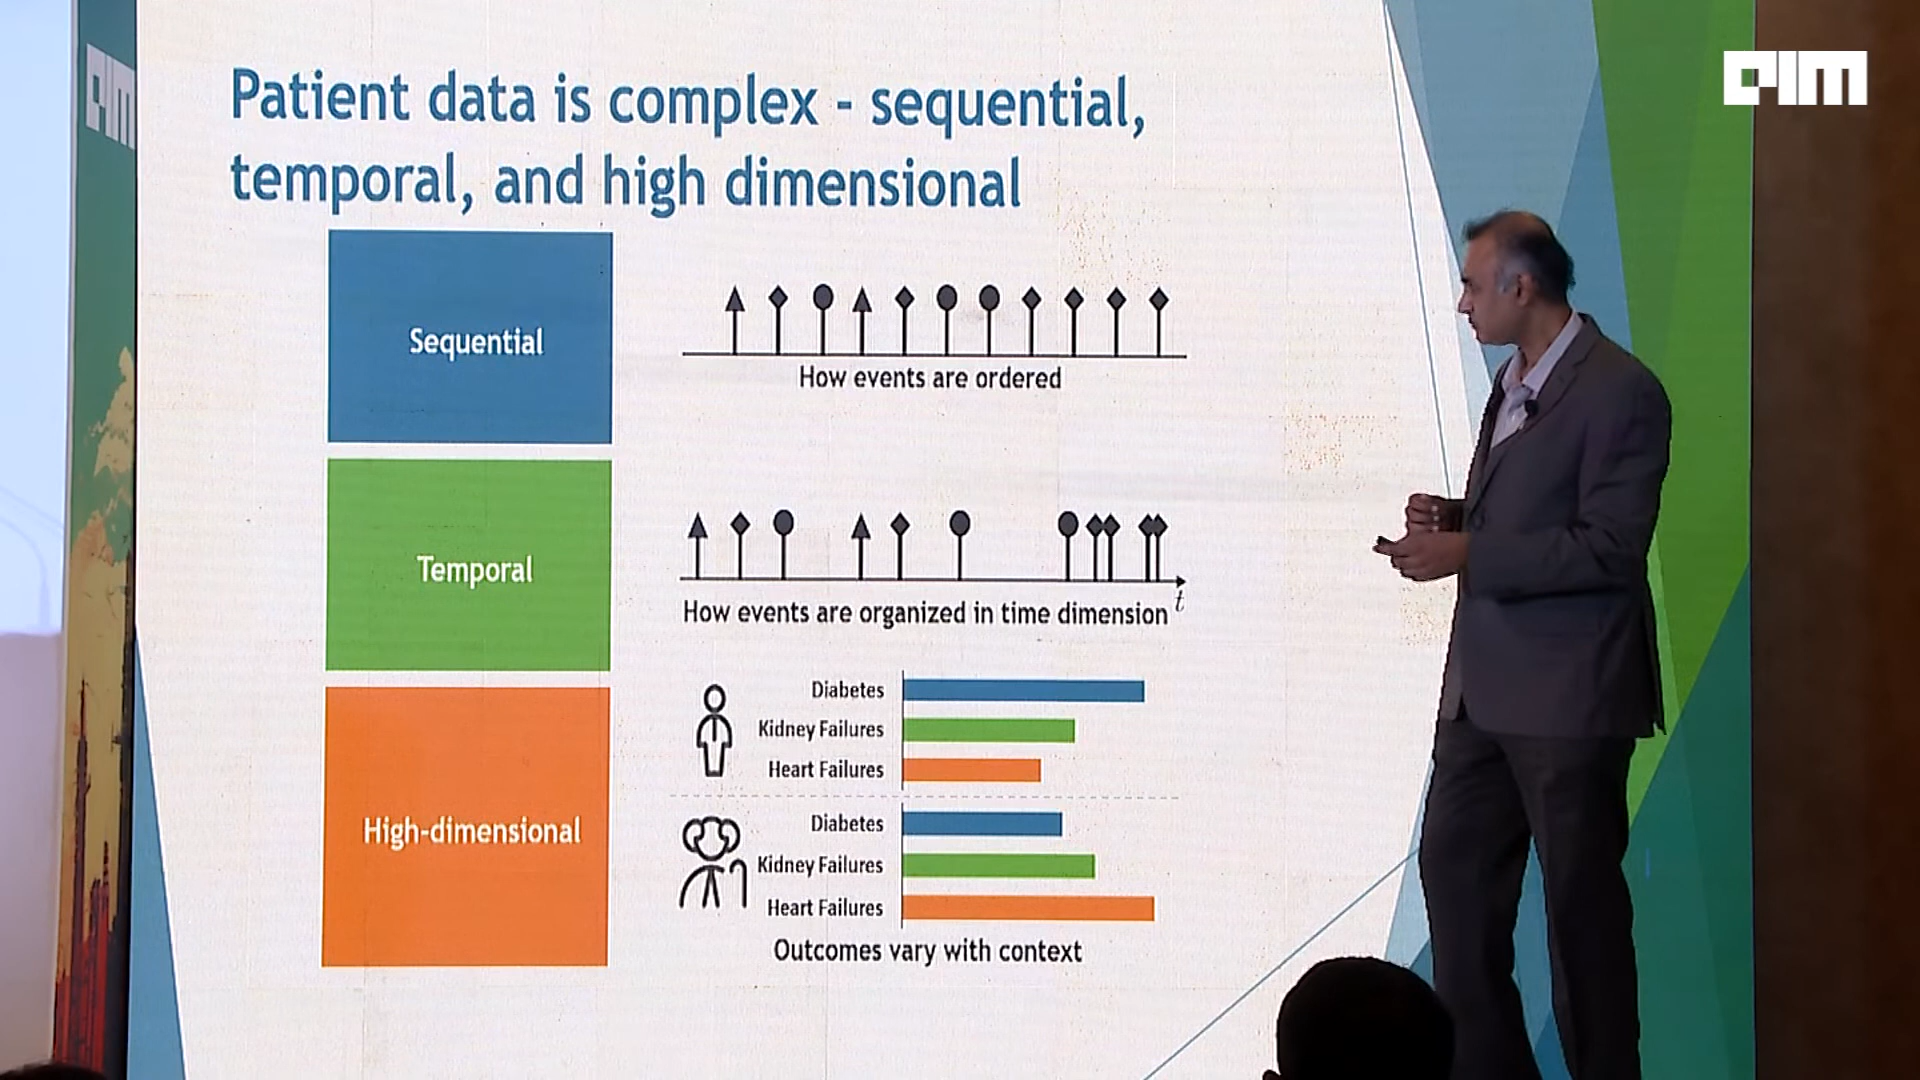 Patient data is complex - sequential,
temporal, and high dimensional
Sequential
How events are ordered
Temporal
t
How events are organized in time dimension
High-dimensional
Diabetes
Kidney Failures
Heart Failures
Diabetes
Kidney Failures
Heart Failures
Outcomes vary with context
AIM
AIM